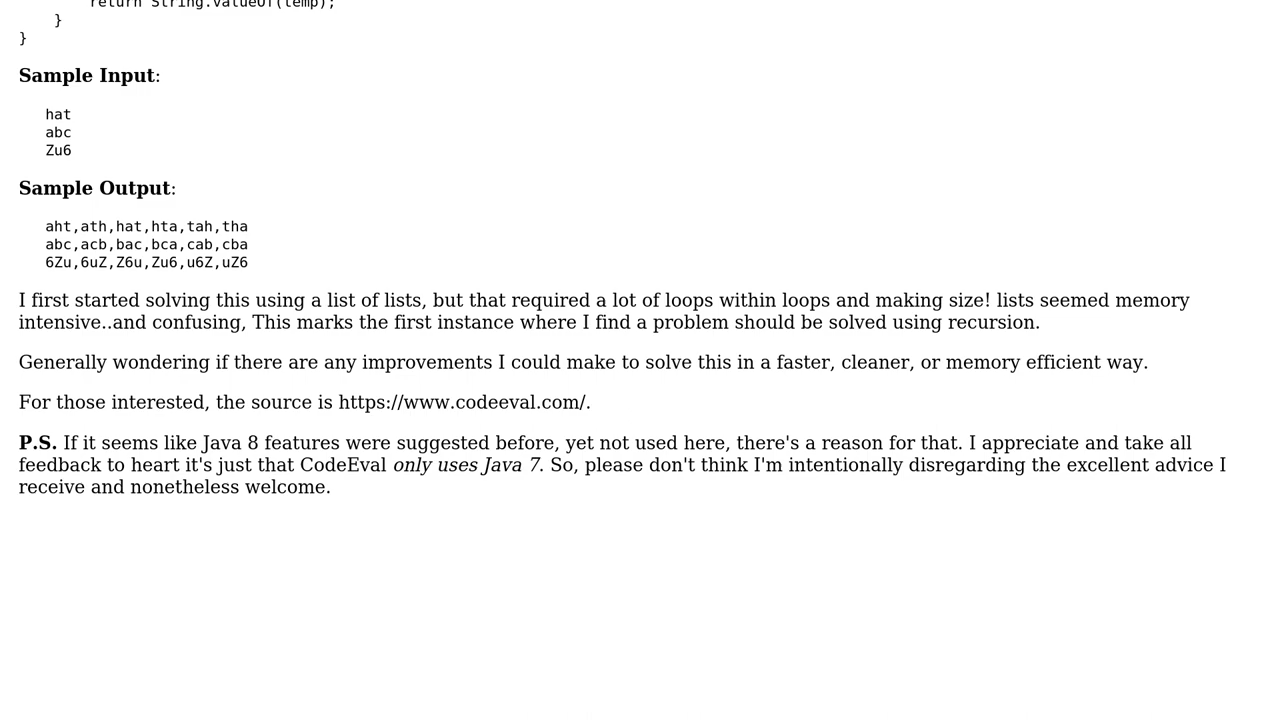 return String.valueOf(temp);
}
}
Sample Input:
hat
abc
Zu6
Sample Output:
aht,ath,hat,hta,tah,tha
abc,acb,bac,bca,cab,cba
6Zu,6uZ,Z6u,Zu6,u6Z,uZ6
I first started solving this using a list of lists, but that required a lot of loops within loops and making size! lists seemed memory
intensive..and confusing, This marks the first instance where I find a problem should be solved using recursion.
Generally wondering if there are any improvements I could make to solve this in a faster, cleaner, or memory efficient way.
For those interested, the source is https://www.codeeval.com/.
P.S. If it seems like Java 8 features were suggested before, yet not used here, there's a reason for that. I appreciate and take all
feedback to heart it's just that CodeEval only uses Java 7. So, please don't think I'm intentionally disregarding the excellent advice I
receive and nonetheless welcome.